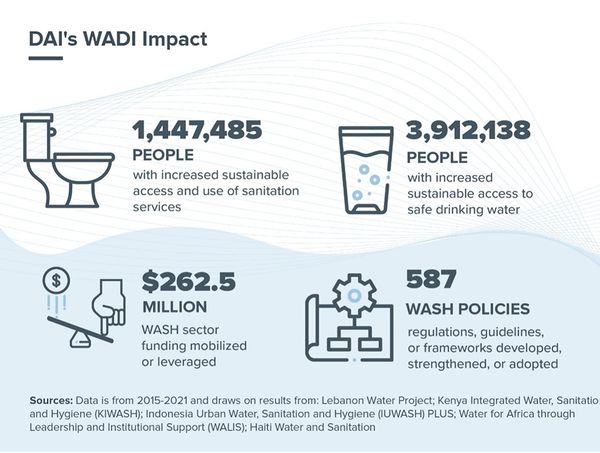 DAI's WADI Impact
1,447,485
PEOPLE
with increased sustainable
access and use of sanitation
services
3,912,138
PEOPLE
with increased
sustainable access to
safe drinking water
$
$262.5
MILLION
WASH sector
funding mobilized
or leveraged
587
WASH POLICIES
regulations, guidelines,
or frameworks developed,
strengthened, or adopted
Sources: Data is from 2015-2021 and draws on results from: Lebanon Water Project; Kenya Integrated Water, Sanitatio
and Hygiene (KIWASH); Indonesia Urban Water, Sanitation and Hygiene (IUWASH) PLUS; Water for Africa through
Leadership and Institutional Support (WALIS); Haiti Water and Sanitation